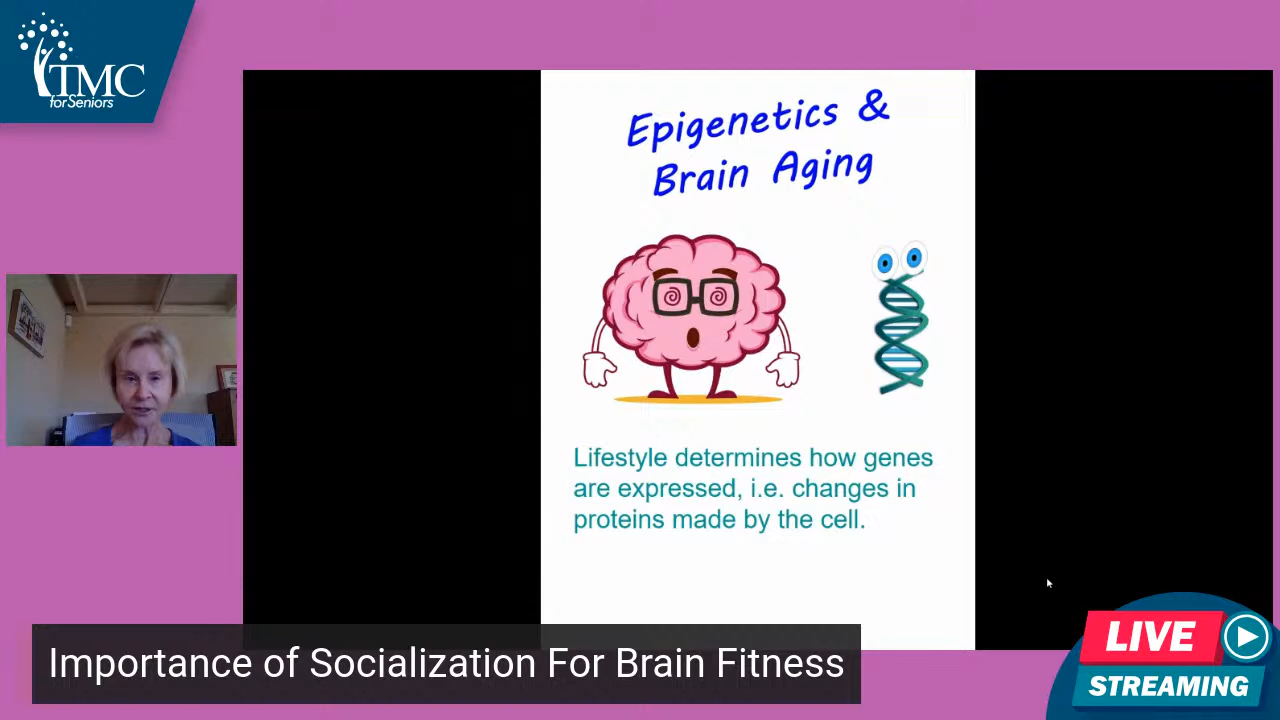 TMC
for Seniors
Epigenetics &
Brain Aging
Lifestyle determines how genes
are expressed, i.e. changes in
proteins made by the cell.
Importance of Socialization For Brain Fitness
LIVE
STREAMING